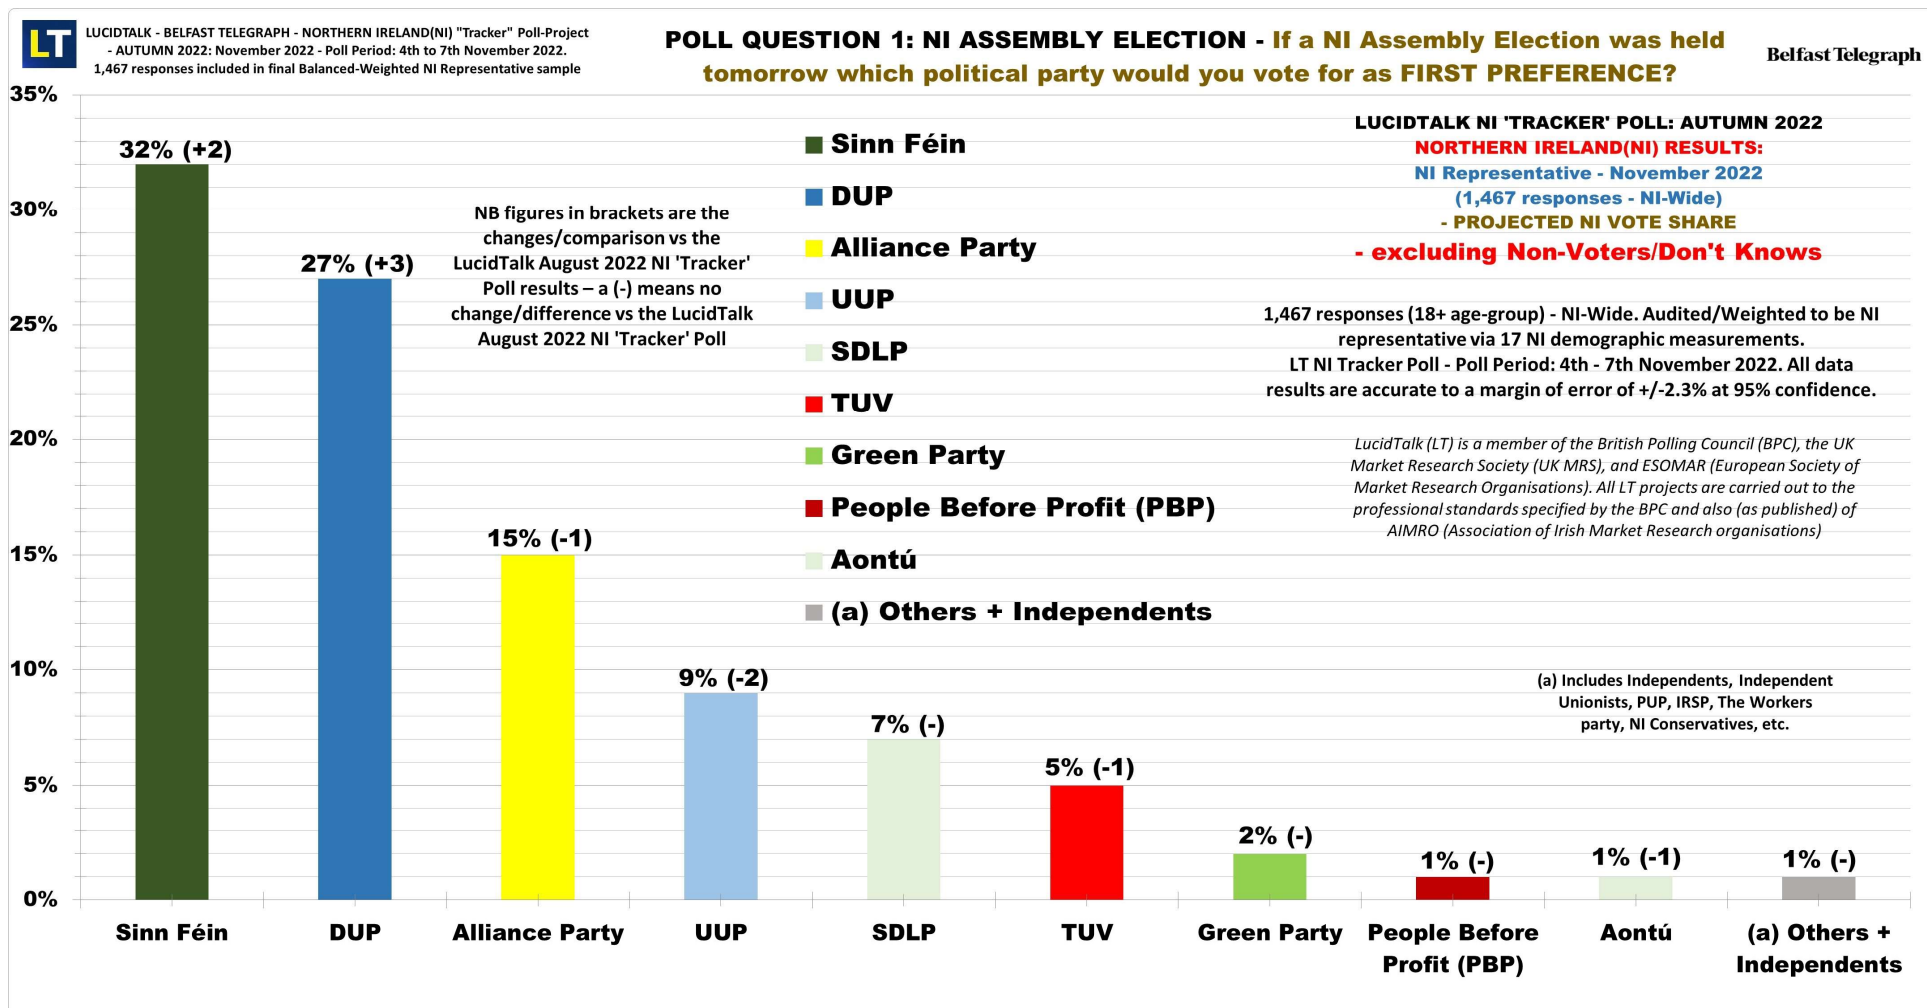 LT
LUCIDTALK - BELFAST TELEGRAPH - NORTHERN IRELAND(NI) "Tracker" Poll-Project
- AUTUMN 2022: November 2022 - Poll Period: 4th to 7th November 2022.
1,467 responses included in final Balanced-Weighted NI Representative sample
POLL QUESTION 1: NI ASSEMBLY ELECTION - If a NI Assembly Election was held
tomorrow which political party would you vote for as FIRST PREFERENCE?
Belfast Telegraph
35%
30%
25%
20%
15%
10%
5%
0%
32% (+2)
27% (+3)
15% (-1)
9% (-2)
7% (-)
5% (-1)
2% (-)
1% (-)
1% (-1)
1% (-)
NB figures in brackets are the
changes/comparison vs the
LucidTalk August 2022 NI 'Tracker'
Poll results – a (-) means no
change/difference vs the LucidTalk
August 2022 NI 'Tracker' Poll
Sinn Féin
DUP
Alliance Party
UUP
SDLP
TUV
Green Party
People Before Profit (PBP)
Aontú
(a) Others + Independents
LUCIDTALK NI 'TRACKER' POLL: AUTUMN 2022
NORTHERN IRELAND(NI) RESULTS:
NI Representative - November 2022
(1,467 responses - NI-Wide)
- PROJECTED NI VOTE SHARE
- excluding Non-Voters/Don't Knows
1,467 responses (18+ age-group) - NI-Wide. Audited/Weighted to be NI
representative via 17 NI demographic measurements.
LT NI Tracker Poll - Poll Period: 4th - 7th November 2022. All data
results are accurate to a margin of error of +/-2.3% at 95% confidence.
LucidTalk (LT) is a member of the British Polling Council (BPC), the UK
Market Research Society (UK MRS), and ESOMAR (European Society of
Market Research Organisations). All LT projects are carried out to the
professional standards specified by the BPC and also (as published) of
AIMRO (Association of Irish Market Research organisations)
(a) Includes Independents, Independent
Unionists, PUP, IRSP, The Workers
party, NI Conservatives, etc.
Sinn Féin
DUP
Alliance Party
UUP
SDLP
TUV
Green Party
People Before
Profit (PBP)
Aontú
(a) Others +
Independents